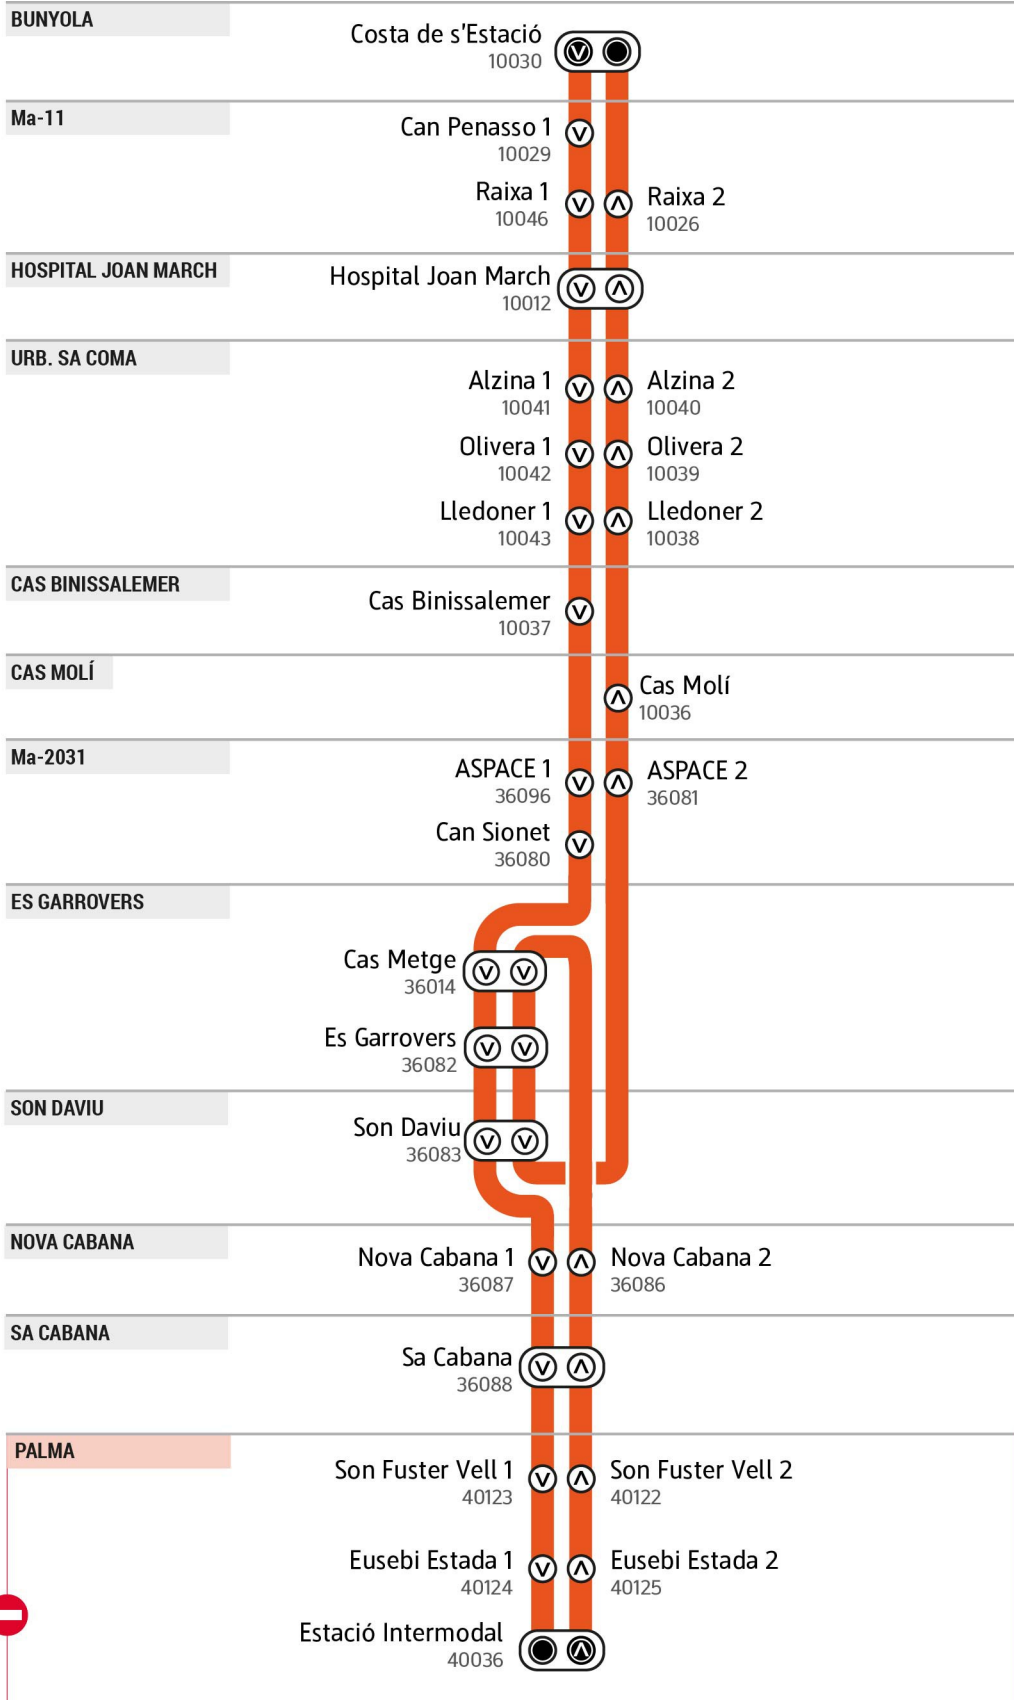 BUNYOLA
Costa de s'Estació
10030
Ma-11
Can Penasso 1
10029
Raixa 1
10046
Raixa 2
10026
HOSPITAL JOAN MARCH
Hospital Joan March
10012
URB. SA COMA
Alzina 1
10041
Alzina 2
10040
Olivera 1
10042
Olivera 2
10039
Lledoner 1
10043
Lledoner 2
10038
CAS BINISSALEMER
Cas Binissalemer
10037
CAS MOLÍ
Cas Molí
10036
Ma-2031
ASPACE 1
36096
ASPACE 2
36081
Can Sionet
36080
ES GARROVERS
Cas Metge
36014
Es Garrovers
36082
SON DAVIU
Son Daviu
36083
NOVA CABANA
Nova Cabana 1
36087
Nova Cabana 2
36086
SA CABANA
Sa Cabana
36088
PALMA
Son Fuster Vell 1
40123
Son Fuster Vell 2
40122
Eusebi Estada 1
40124
Eusebi Estada 2
40125
Estació Intermodal
40036